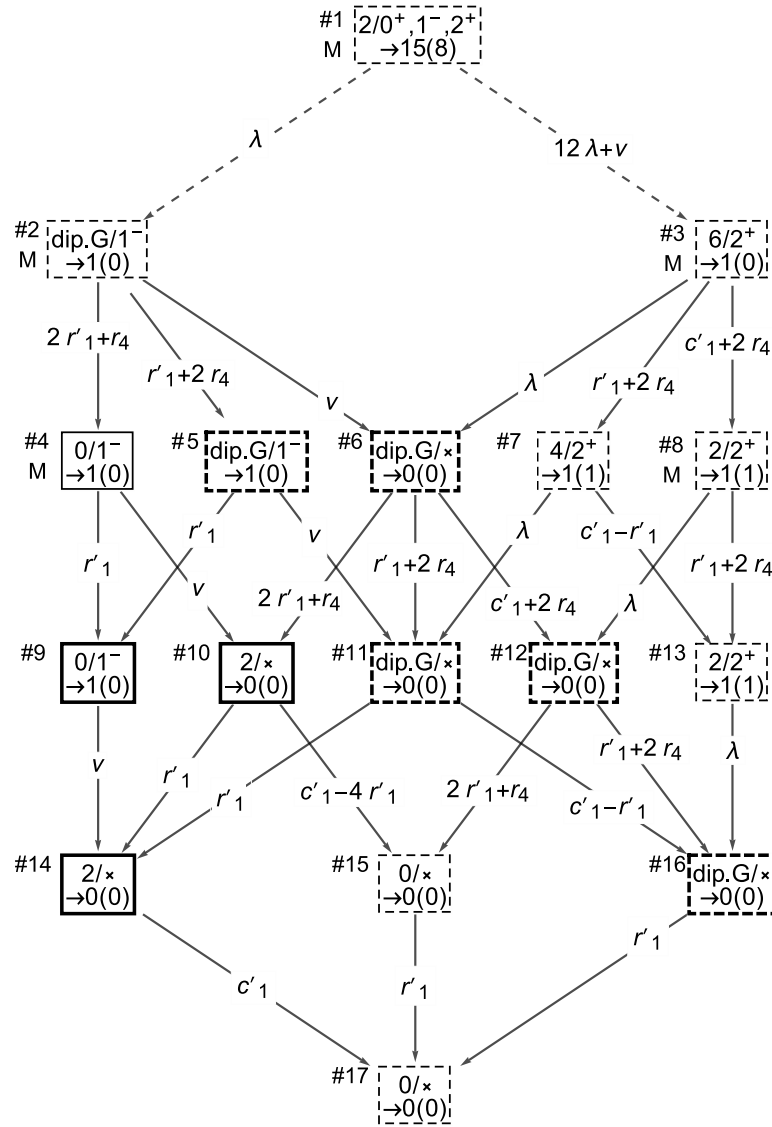 #1
2/0⁺,1⁻,2⁺
M
→15(8)
λ
12 λ+ν
#2
dip.G/1⁻
M
→1(0)
#3
6/2⁺
M
→1(0)
2 r′₁+r₄
r′₁+2 r₄
ν
λ
r′₁+2 r₄
c′₁+2 r₄
#4
0/1⁻
M
→1(0)
#5
dip.G/1⁻
→1(0)
#6
dip.G/×
→0(0)
#7
4/2⁺
→1(1)
#8
2/2⁺
M
→1(1)
r′₁
ν
r′₁
ν
2 r′₁+r₄
r′₁+2 r₄
c′₁+2 r₄
λ
c′₁−r′₁
λ
r′₁+2 r₄
#9
0/1⁻
→1(0)
#10
2/×
→0(0)
#11
dip.G/×
→0(0)
#12
dip.G/×
→0(0)
#13
2/2⁺
→1(1)
ν
r′₁
r′₁
c′₁−4 r′₁
2 r′₁+r₄
c′₁−r′₁
r′₁+2 r₄
λ
#14
2/×
→0(0)
#15
0/×
→0(0)
#16
dip.G/×
→0(0)
c′₁
r′₁
r′₁
#17
0/×
→0(0)